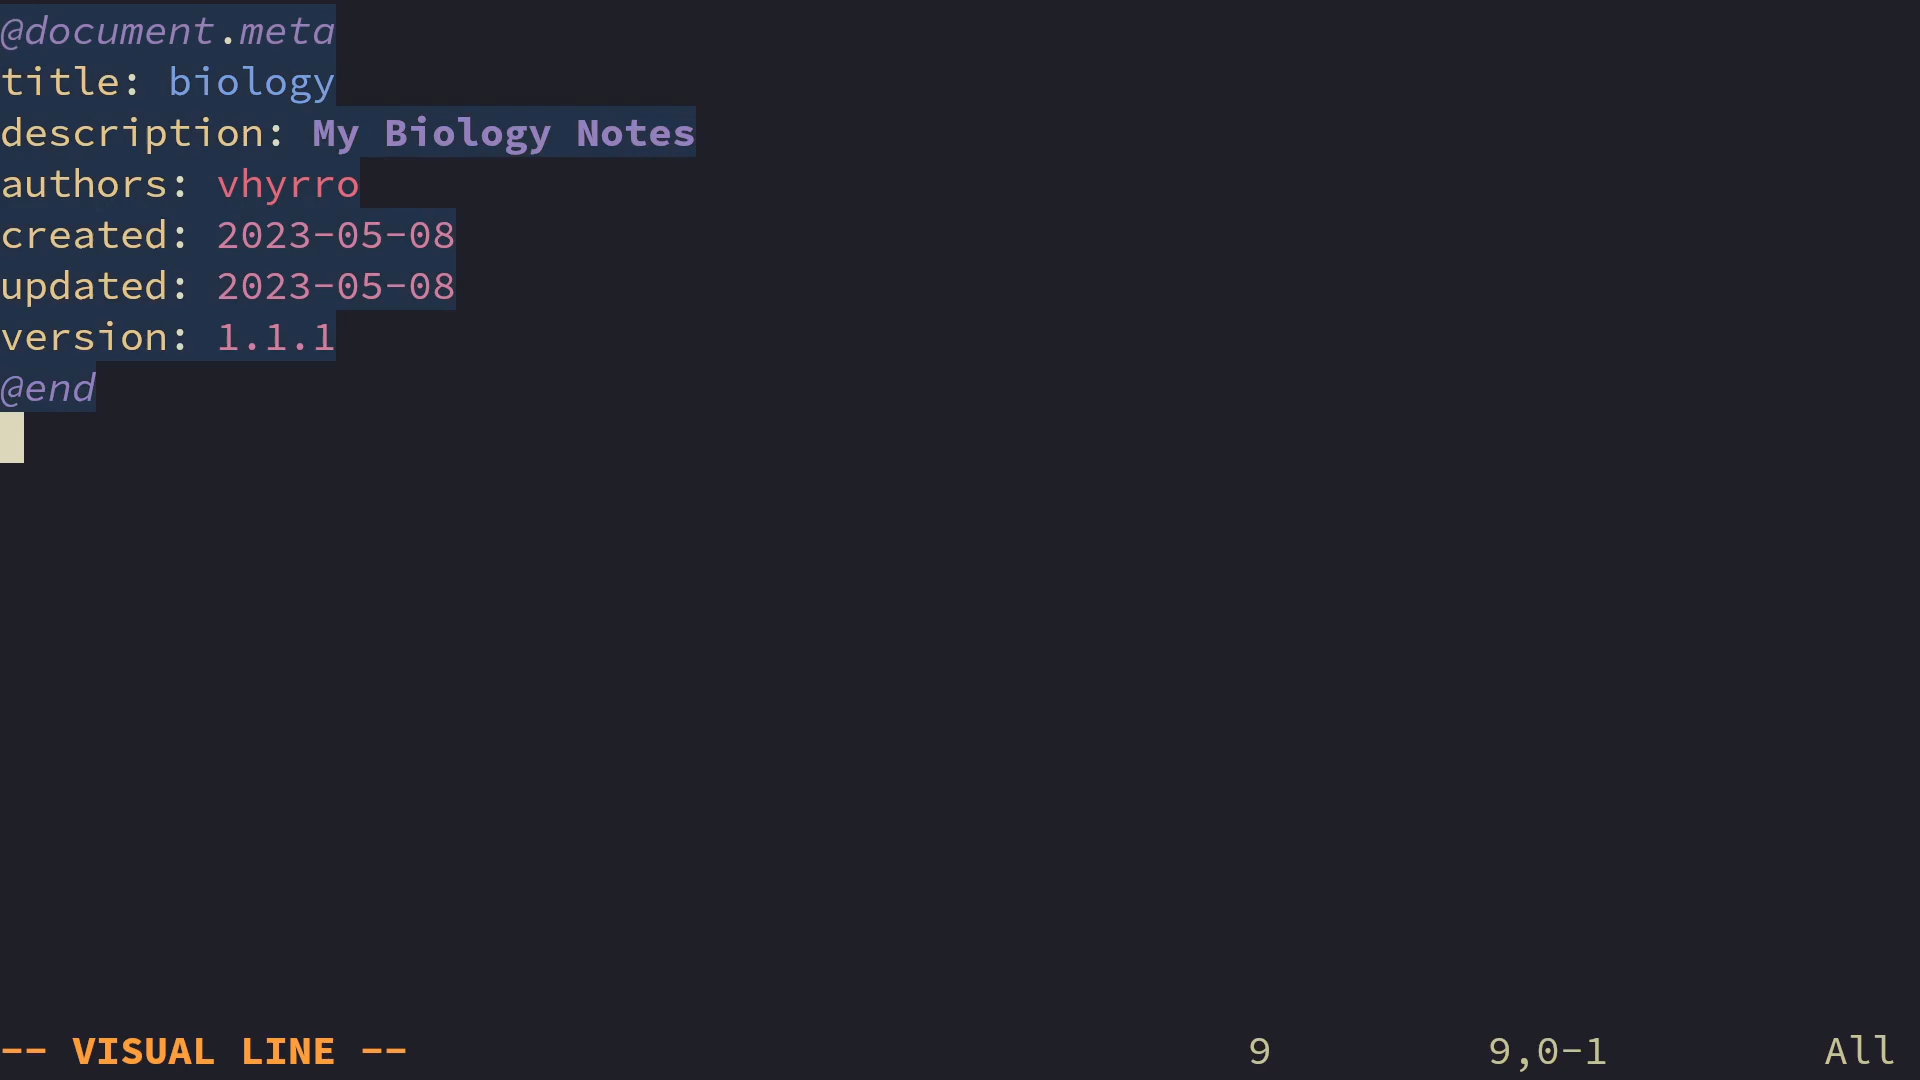 @document.meta
title: biology
description: My Biology Notes
authors: vhyrro
created: 2023-05-08
updated: 2023-05-08
version: 1.1.1
@end
-- VISUAL LINE -- 9 9,0-1 All